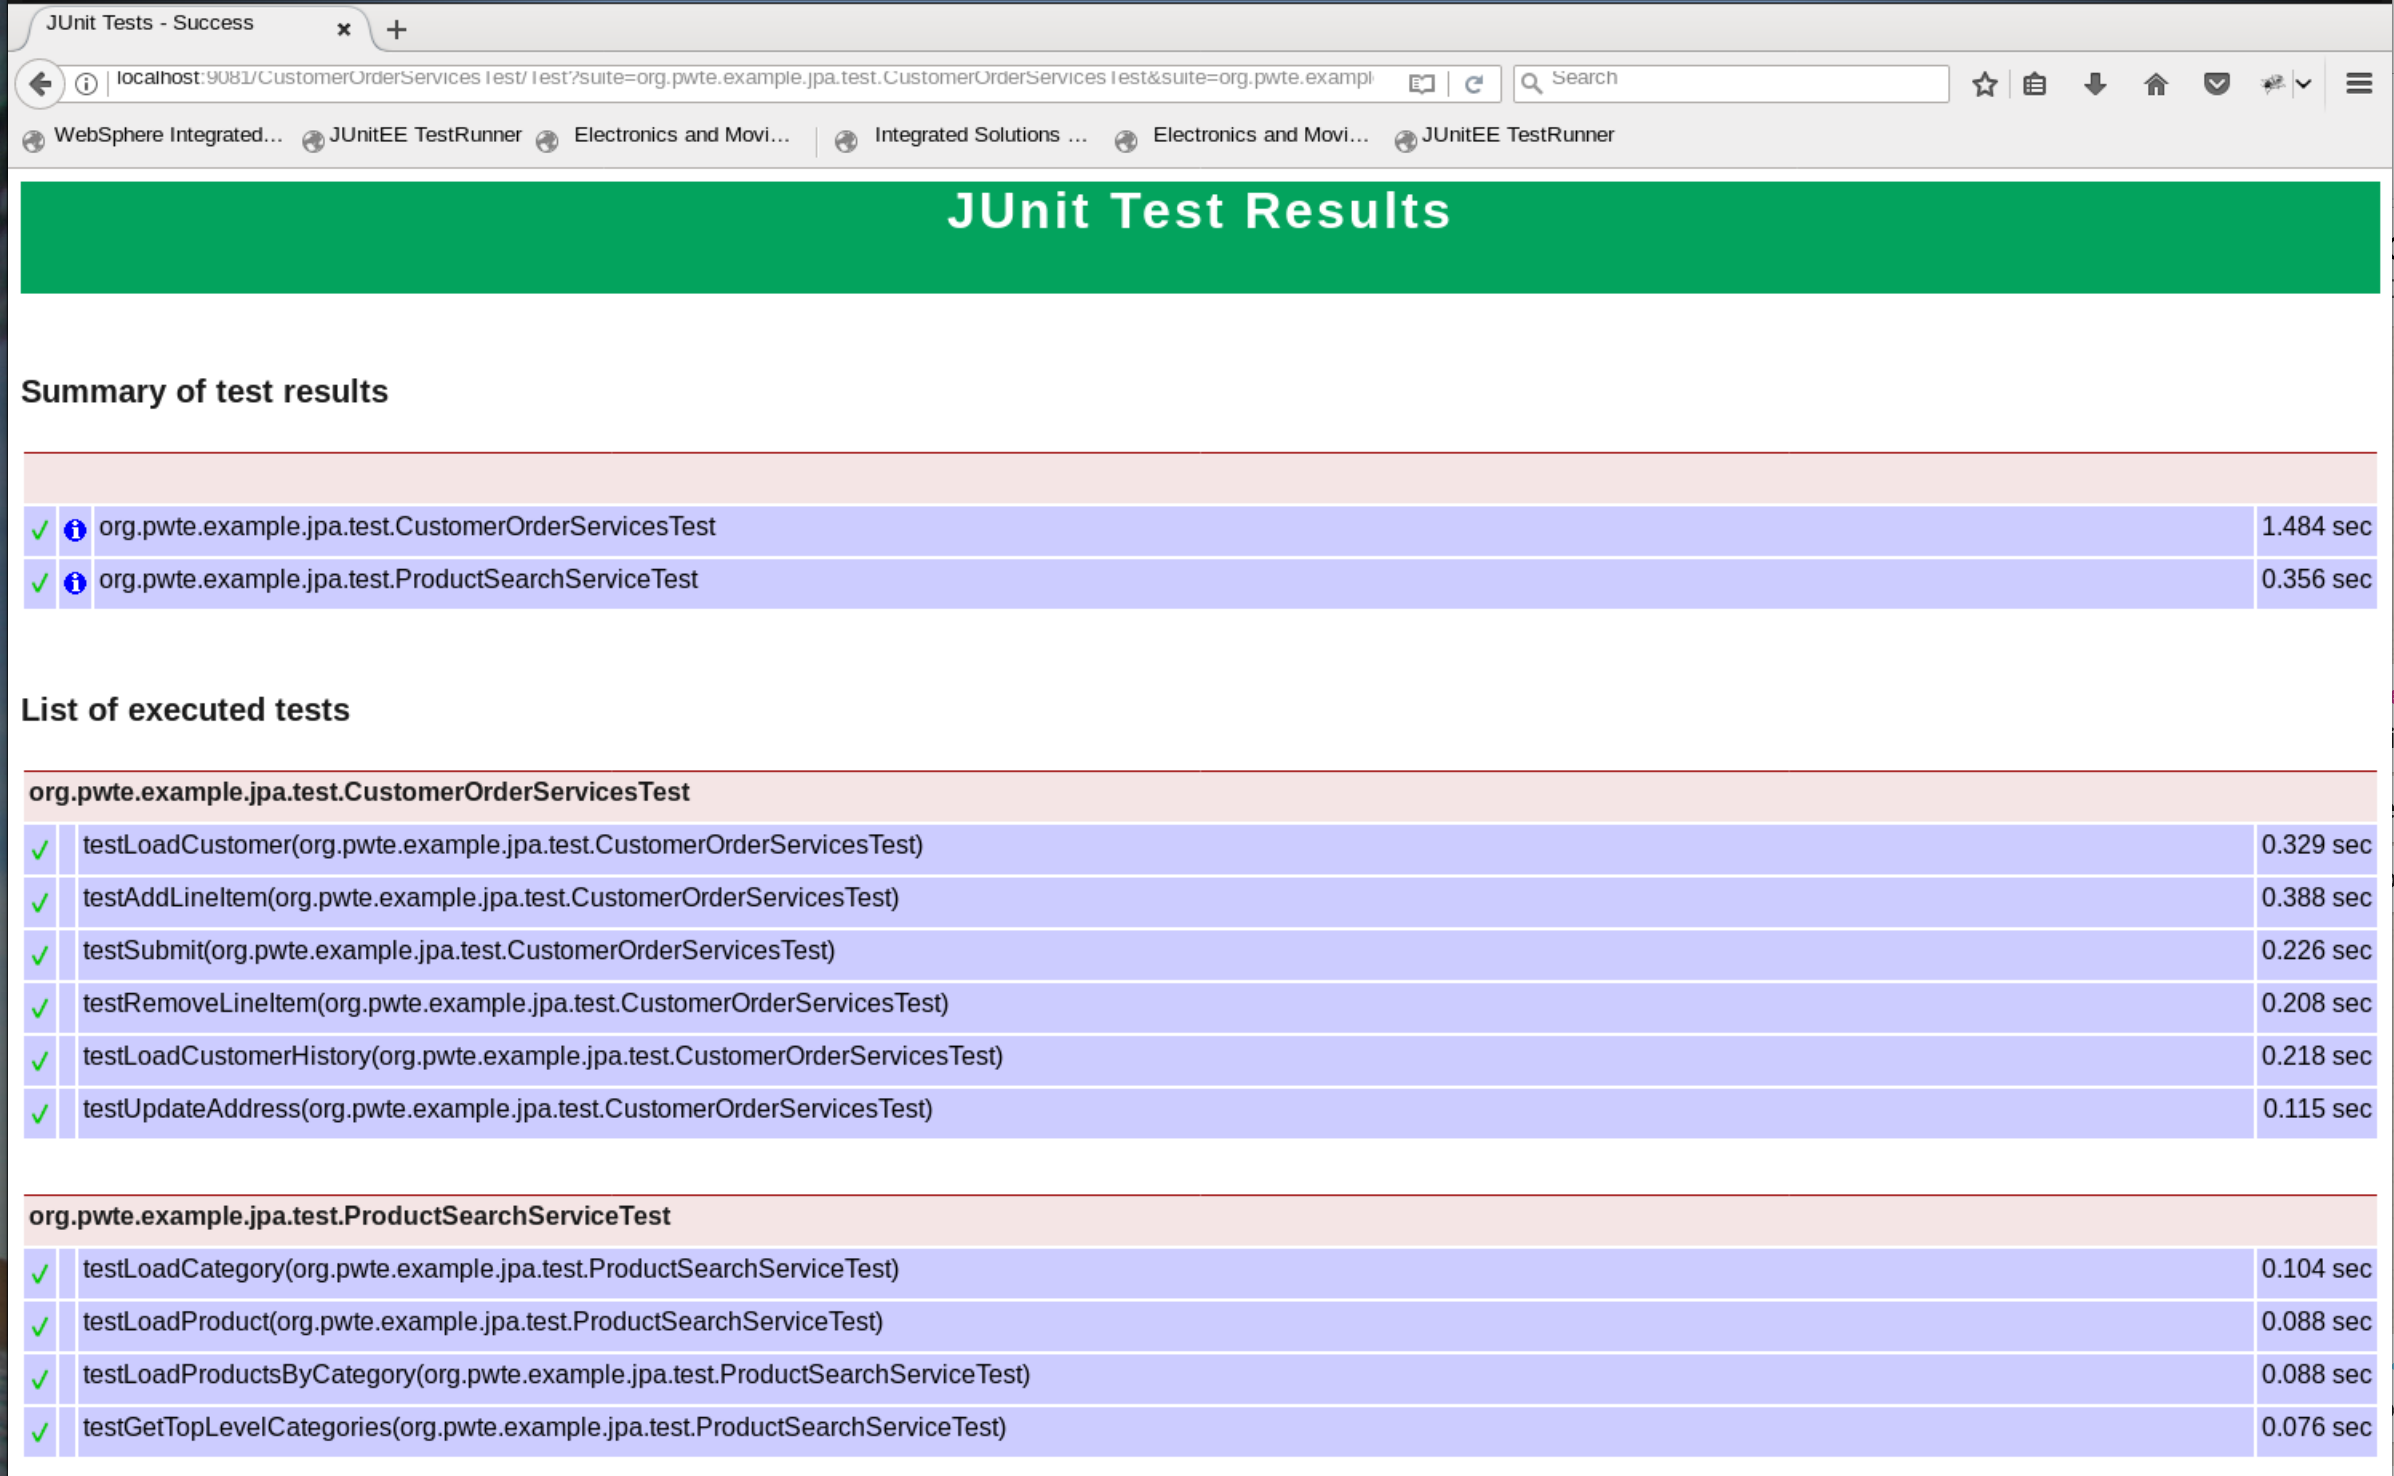 JUnit Tests - Success
localhost:9081/CustomerOrderServicesTest/Test?suite=org.pwte.example.jpa.test.CustomerOrderServicesTest&suite=org.pwte.exampl
Search
WebSphere Integrated... JUnitEE TestRunner Electronics and Movi... Integrated Solutions ... Electronics and Movi... JUnitEE TestRunner
JUnit Test Results
Summary of test results
org.pwte.example.jpa.test.CustomerOrderServicesTest 1.484 sec
org.pwte.example.jpa.test.ProductSearchServiceTest 0.356 sec
List of executed tests
org.pwte.example.jpa.test.CustomerOrderServicesTest
testLoadCustomer(org.pwte.example.jpa.test.CustomerOrderServicesTest) 0.329 sec
testAddLineItem(org.pwte.example.jpa.test.CustomerOrderServicesTest) 0.388 sec
testSubmit(org.pwte.example.jpa.test.CustomerOrderServicesTest) 0.226 sec
testRemoveLineItem(org.pwte.example.jpa.test.CustomerOrderServicesTest) 0.208 sec
testLoadCustomerHistory(org.pwte.example.jpa.test.CustomerOrderServicesTest) 0.218 sec
testUpdateAddress(org.pwte.example.jpa.test.CustomerOrderServicesTest) 0.115 sec
org.pwte.example.jpa.test.ProductSearchServiceTest
testLoadCategory(org.pwte.example.jpa.test.ProductSearchServiceTest) 0.104 sec
testLoadProduct(org.pwte.example.jpa.test.ProductSearchServiceTest) 0.088 sec
testLoadProductsByCategory(org.pwte.example.jpa.test.ProductSearchServiceTest) 0.088 sec
testGetTopLevelCategories(org.pwte.example.jpa.test.ProductSearchServiceTest) 0.076 sec